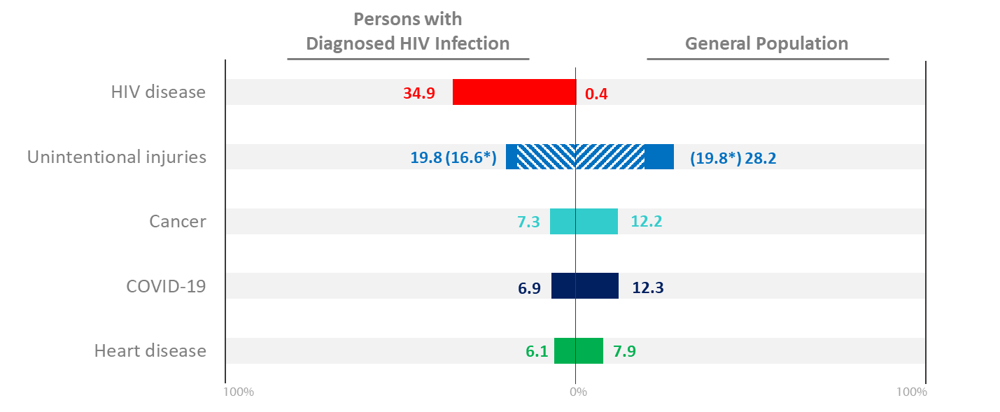 Persons with
Diagnosed HIV Infection
General Population
HIV disease
34.9
0.4
Unintentional injuries
19.8 (16.6*)
(19.8*) 28.2
Cancer
7.3
12.2
COVID-19
6.9
12.3
Heart disease
6.1
7.9
100%
0%
100%